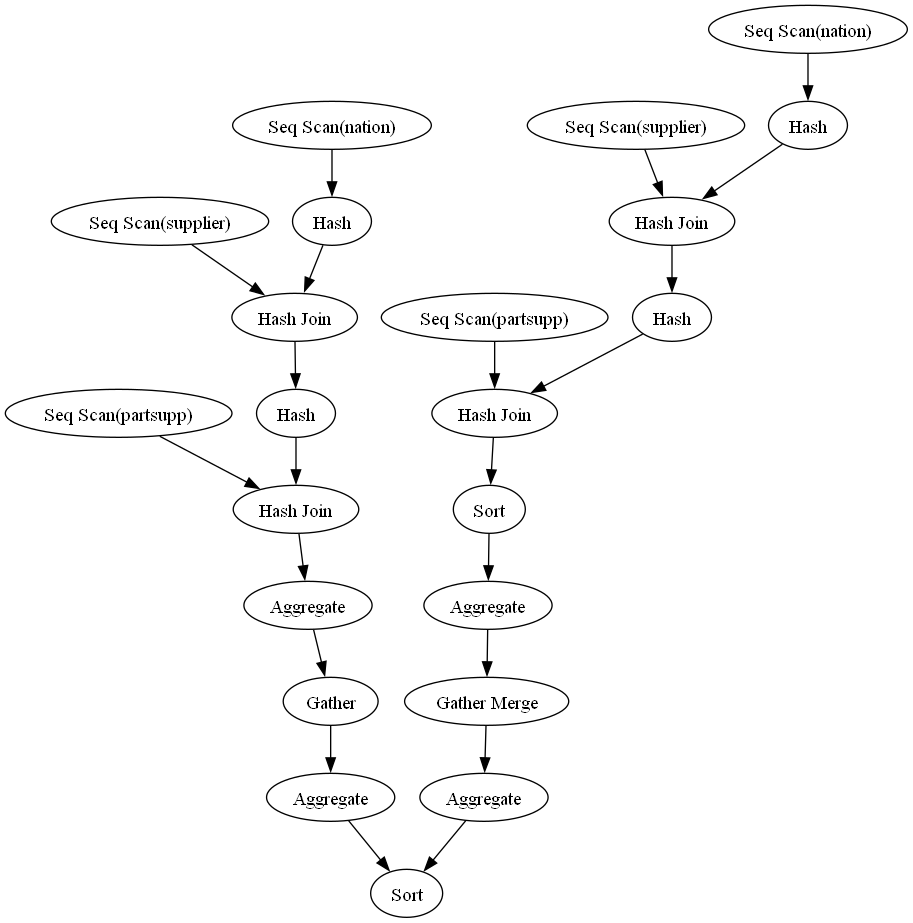 Seq Scan(nation)
Seq Scan(nation)
Seq Scan(supplier)
Hash
Seq Scan(supplier)
Hash
Hash Join
Hash Join
Seq Scan(partsupp)
Hash
Seq Scan(partsupp)
Hash
Hash Join
Hash Join
Sort
Aggregate
Aggregate
Gather
Gather Merge
Aggregate
Aggregate
Sort